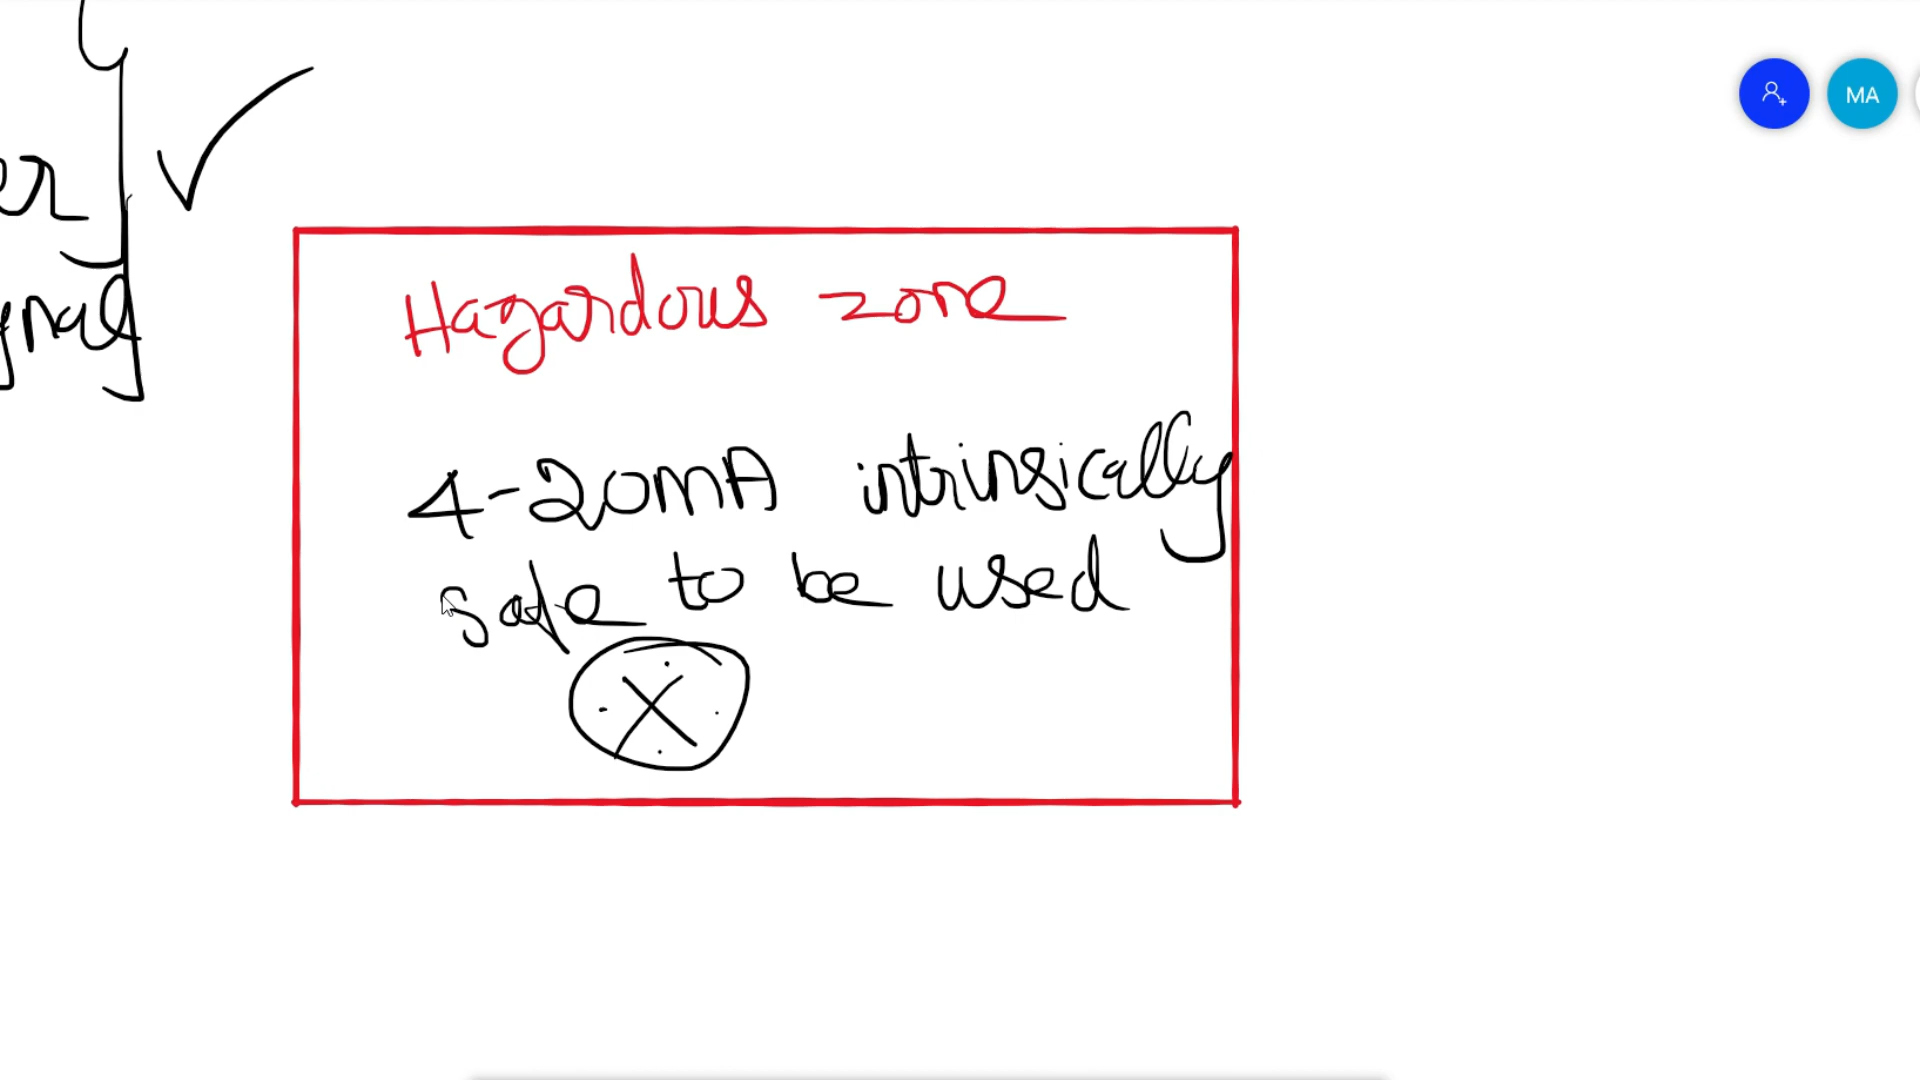 MA
Hazardous zone
4-20mA intrinsically
safe to be used